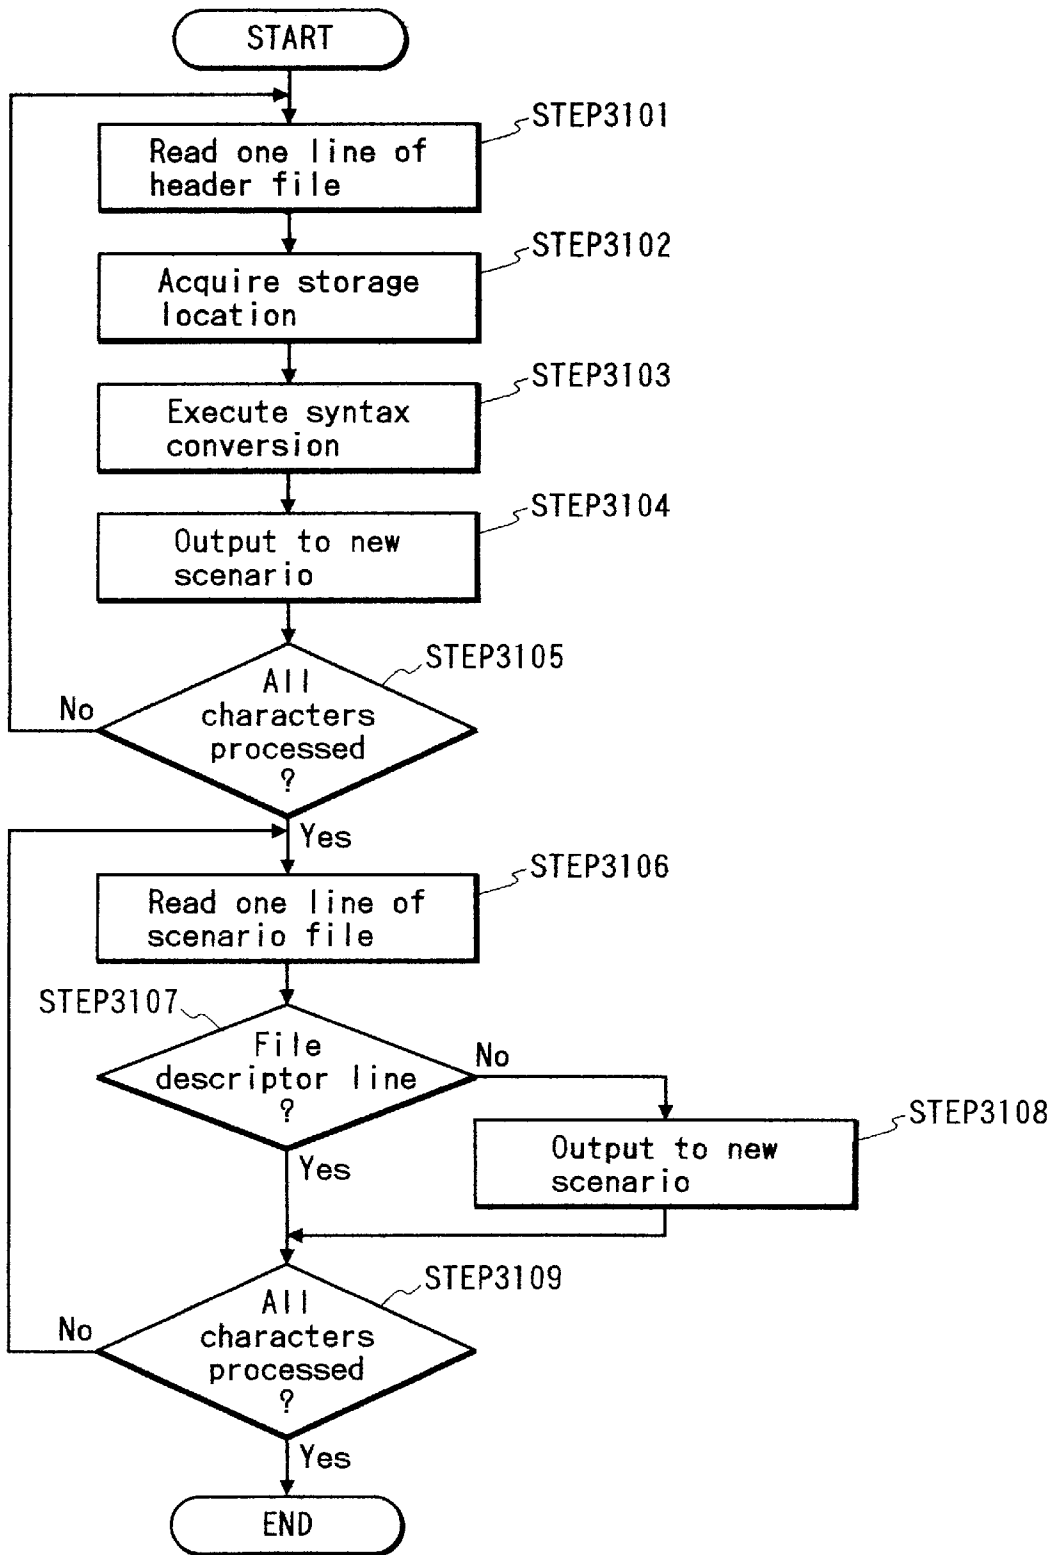 START
STEP3101
Read one line of
header file
STEP3102
Acquire storage
location
STEP3103
Execute syntax
conversion
STEP3104
Output to new
scenario
STEP3105
All
characters
processed
?
No
Yes
STEP3106
Read one line of
scenario file
STEP3107
File
descriptor line
?
No
Yes
STEP3108
Output to new
scenario
STEP3109
All
characters
processed
?
No
Yes
END